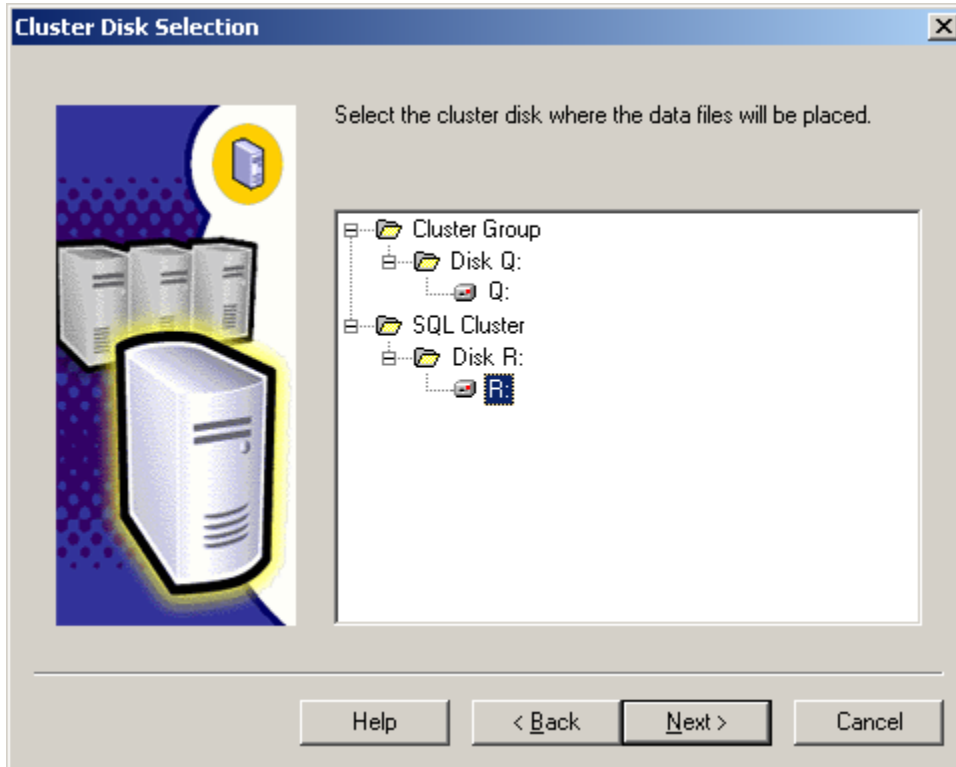 Cluster Disk Selection
Select the cluster disk where the data files will be placed.
Cluster Group
Disk Q:
Q:
SQL Cluster
Disk R:
R:
Help < Back Next > Cancel